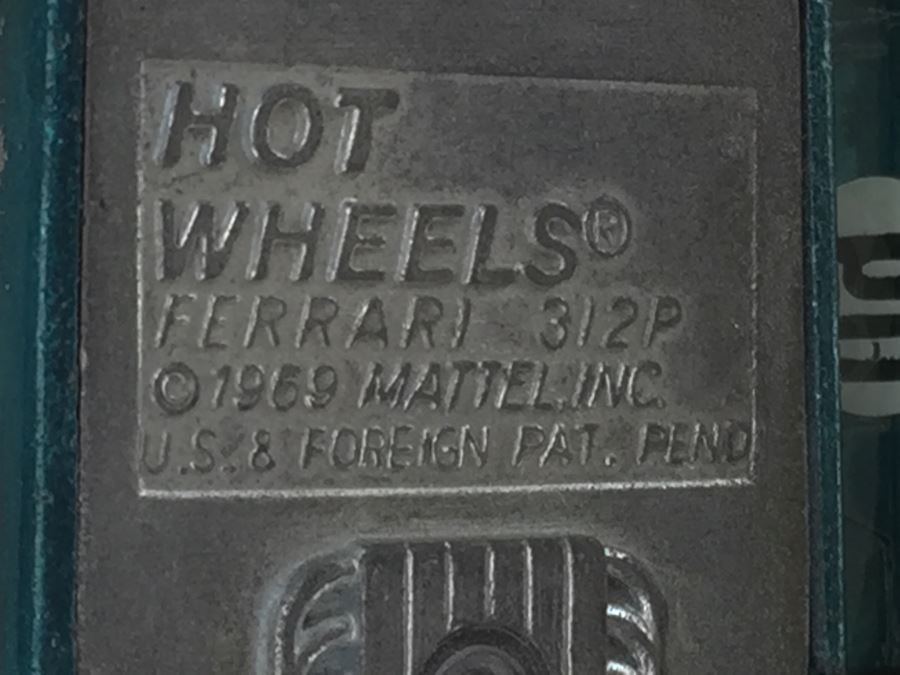 HOT
WHEELS®
FERRARI 312P
©1969 MATTEL,INC.
U.S. & FOREIGN PAT. PEND